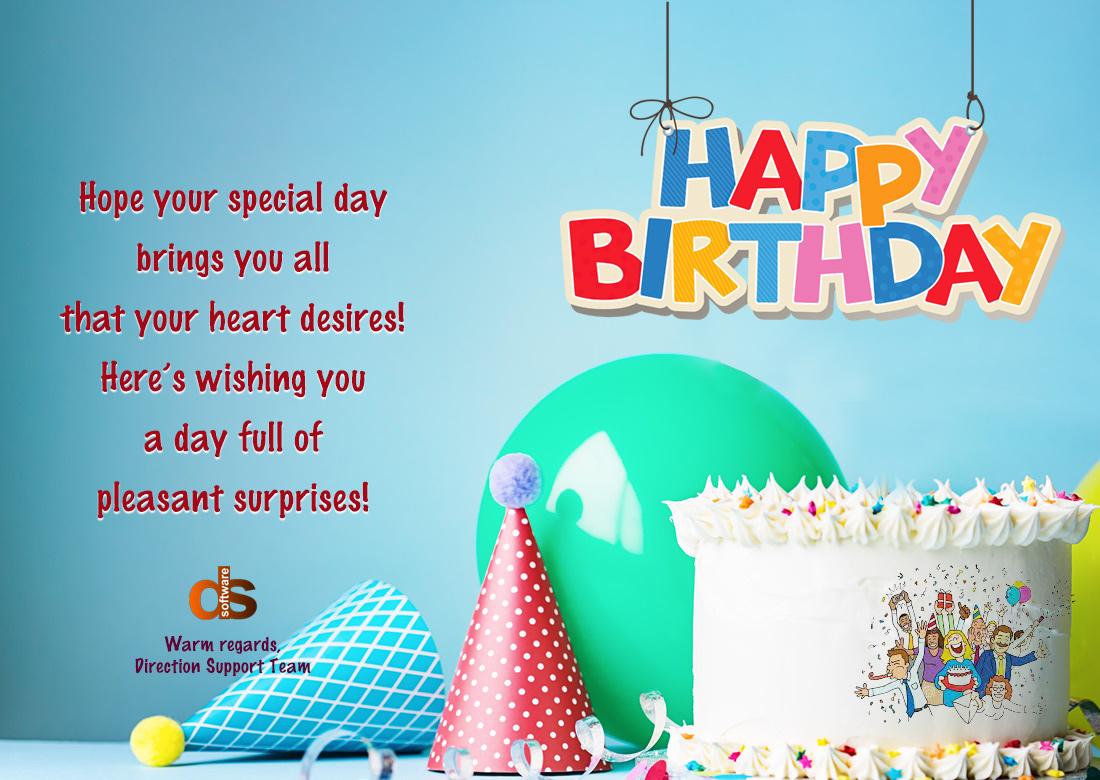 HAPPY
BIRTHDAY
Hope your special day
brings you all
that your heart desires!
Here's wishing you
a day full of
pleasant surprises!
ds software
Warm regards,
Direction Support Team